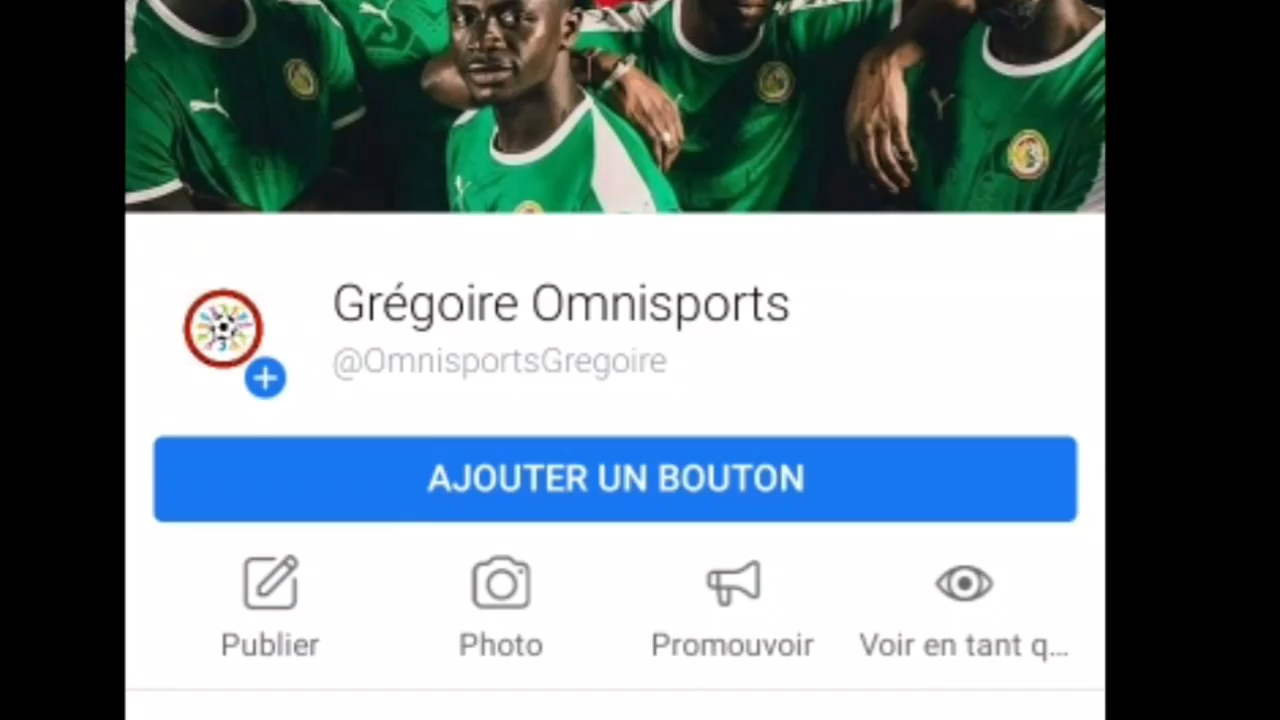 Grégoire Omnisports
@OmnisportsGregoire
AJOUTER UN BOUTON
Publier
Photo
Promouvoir
Voir en tant q...